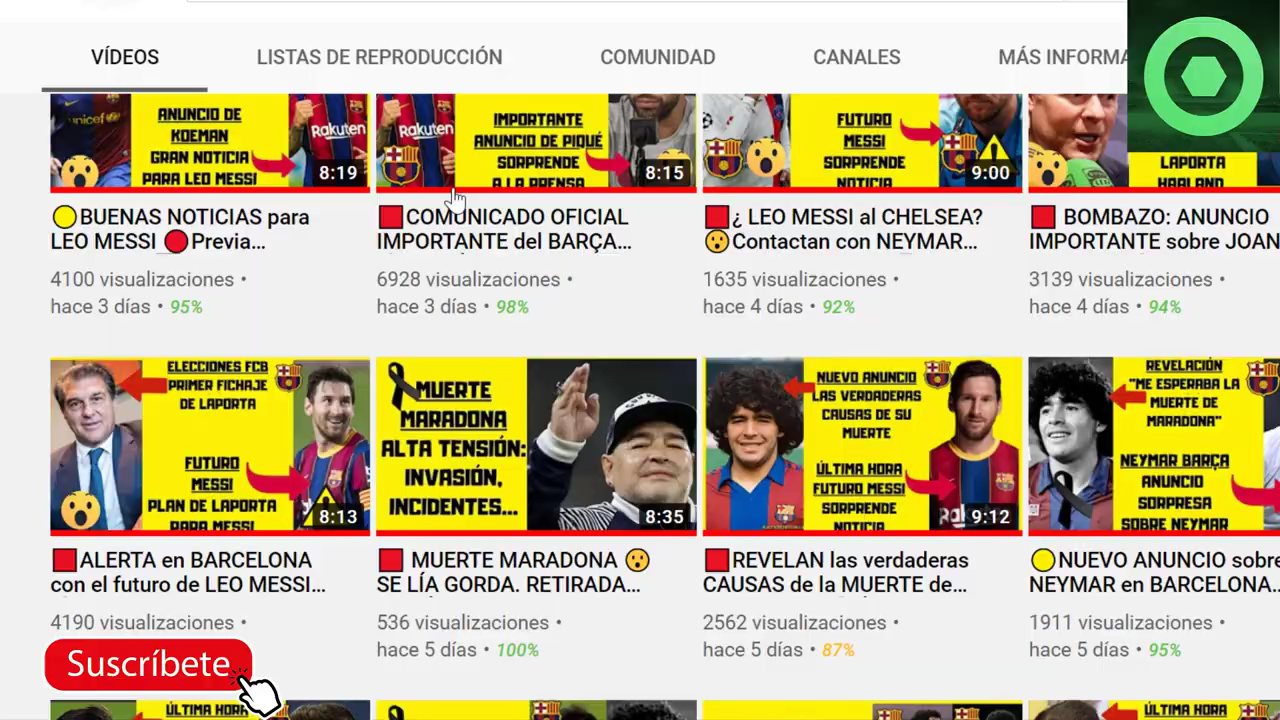 VÍDEOS
LISTAS DE REPRODUCCIÓN
COMUNIDAD
CANALES
MÁS INFORMA
unicef
ANUNCIO DE
KOEMAN
GRAN NOTICIA
PARA LEO MESSI
Rakuten
8:19
Rakuten
IMPORTANTE
ANUNCIO DE PIQUÉ
SORPRENDE
A LA PRENSA
8:15
FUTURO
MESSI
SORPRENDE
NOTICIA
9:00
LAPORTA
HAALAND
BUENAS NOTICIAS para
LEO MESSI Previa...
4100 visualizaciones •
hace 3 días • 95%
COMUNICADO OFICIAL
IMPORTANTE del BARÇA...
6928 visualizaciones •
hace 3 días • 98%
¿ LEO MESSI al CHELSEA?
Contactan con NEYMAR...
1635 visualizaciones •
hace 4 días • 92%
BOMBAZO: ANUNCIO
IMPORTANTE sobre JOAN
3139 visualizaciones •
hace 4 días • 94%
ELECCIONES FCB
PRIMER FICHAJE
DE LAPORTA
FUTURO
MESSI
PLAN DE LAPORTA
PARA MESSI
8:13
MUERTE
MARADONA
ALTA TENSIÓN:
INVASIÓN,
INCIDENTES...
8:35
NUEVO ANUNCIO
LAS VERDADERAS
CAUSAS DE SU
MUERTE
ÚLTIMA HORA
FUTURO MESSI
SORPRENDE
NOTICIA
9:12
REVELACIÓN
"ME ESPERABA LA
MUERTE DE
MARADONA"
NEYMAR BARÇA
ANUNCIO
SORPRESA
SOBRE NEYMAR
ALERTA en BARCELONA
con el futuro de LEO MESSI...
4190 visualizaciones •
MUERTE MARADONA
SE LÍA GORDA. RETIRADA...
536 visualizaciones •
hace 5 días • 100%
REVELAN las verdaderas
CAUSAS de la MUERTE de...
2562 visualizaciones •
hace 5 días • 87%
NUEVO ANUNCIO sobre
NEYMAR en BARCELONA...
1911 visualizaciones •
hace 5 días • 95%
Suscríbete
ÚLTIMA HORA
ÚLTIMA HORA